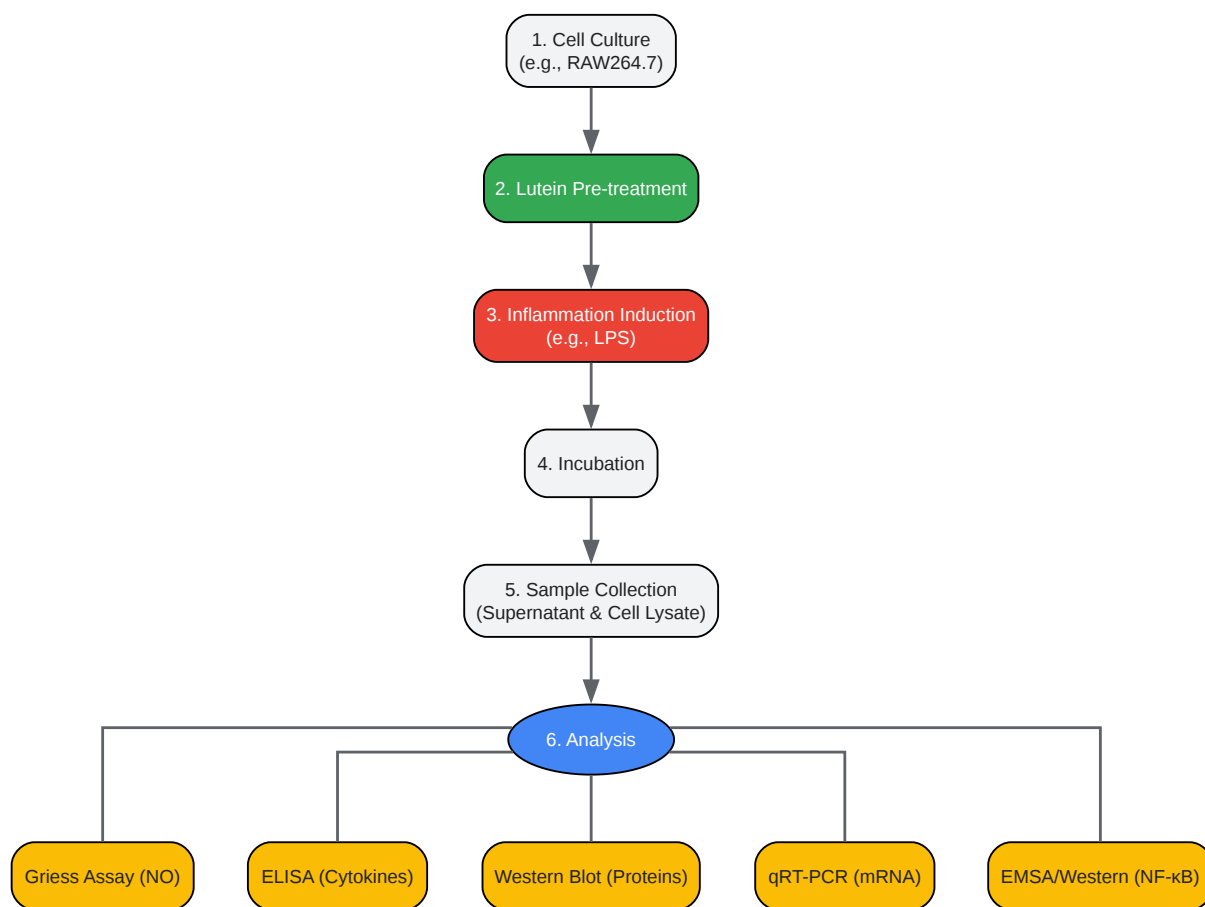 1. Cell Culture
(e.g., RAW264.7)
2. Lutein Pre-treatment
3. Inflammation Induction
(e.g., LPS)
4. Incubation
5. Sample Collection
(Supernatant & Cell Lysate)
6. Analysis
Griess Assay (NO)
ELISA (Cytokines)
Western Blot (Proteins)
qRT-PCR (mRNA)
EMSA/Western (NF-κB)